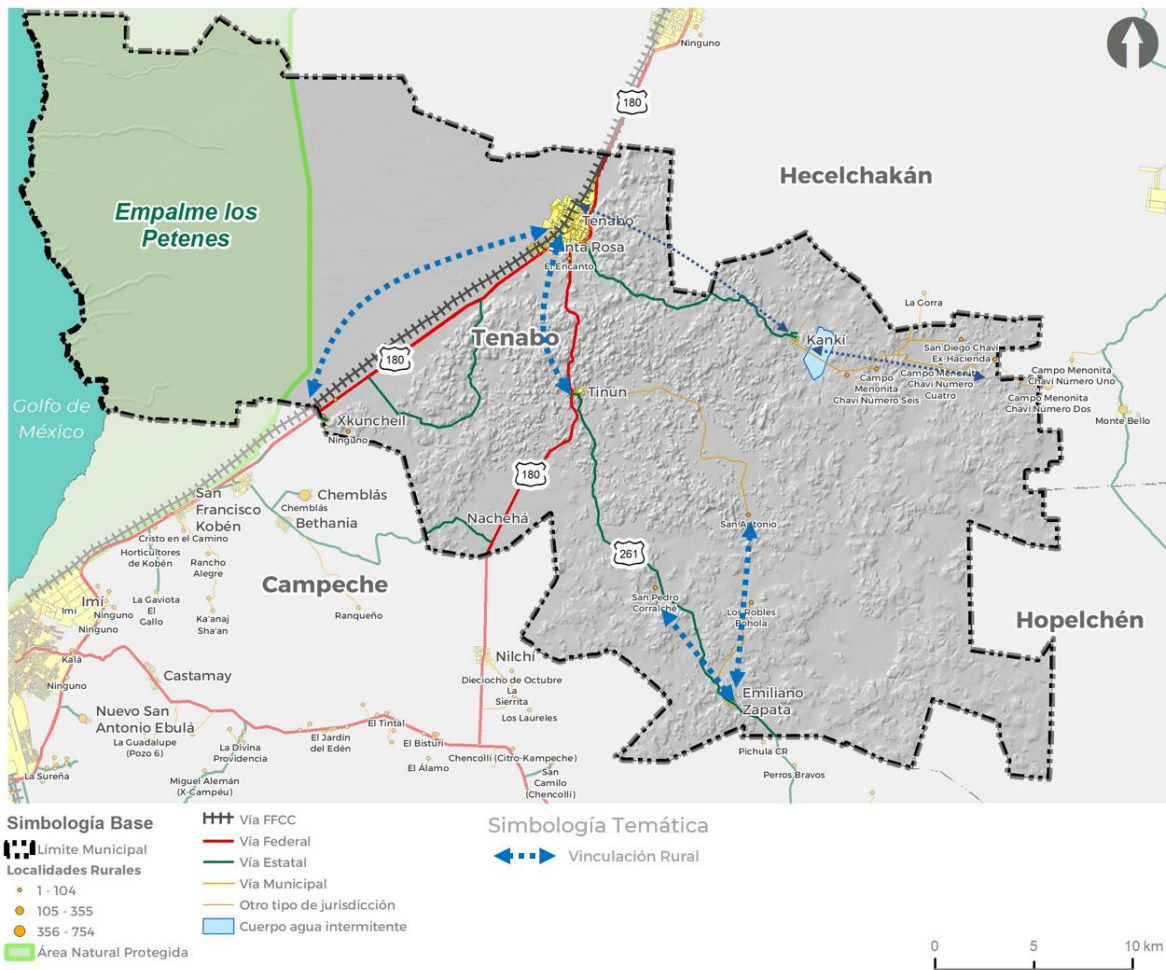 Ninguno
180
Hecelchakán
Empalme los
Petenes
Tenabo
Santa Rosa
El Encanto
La Gorra
Kankí
San Diego Chaví
Ex-Hacienda
Tenabo
180
Campo
Menonita
Chaví Número Seis
Campo Menonita
Chaví Número
Cuatro
Campo Menonita
Chaví Número Uno
Campo Menonita
Chaví Número Dos
Tinún
Golfo de
México
Xkuncheil
Ninguno
Monte Bello
180
San
Francisco
Kobén
Chemblás
Chemblás
Bethania
Nachehá
San Antonio
Cristo en el Camino
Horticultores
de Kobén
Rancho
Alegre
261
Campeche
San Pedro
Corralché
Imí
Imí
Ninguno
Ninguno
La Gaviota
El
Gallo
Ka'anaj
Sha'an
Ranqueño
Los Robles
Bohola
Hopelchén
Kalá
Ninguno
Castamay
Nilchí
Dieciocho de Octubre
La
Sierrita
Los Laureles
Emiliano
Zapata
Nuevo San
Antonio Ebulá
La Guadalupe
(Pozo 6)
La Divina
Providencia
El Jardín
del Edén
El Tintal
El Bisturí
El Álamo
Chencollí (Citro-Kampeche)
Pichula CR
Perros Bravos
La Sureña
Miguel Alemán
(X-Campéu)
San
Camilo
(Chencollí)
Simbología Base
Límite Municipal
Localidades Rurales
1 - 104
105 - 355
356 - 754
Área Natural Protegida
Vía FFCC
Vía Federal
Vía Estatal
Vía Municipal
Otro tipo de jurisdicción
Cuerpo agua intermitente
Simbología Temática
Vinculación Rural
0 5 10 km